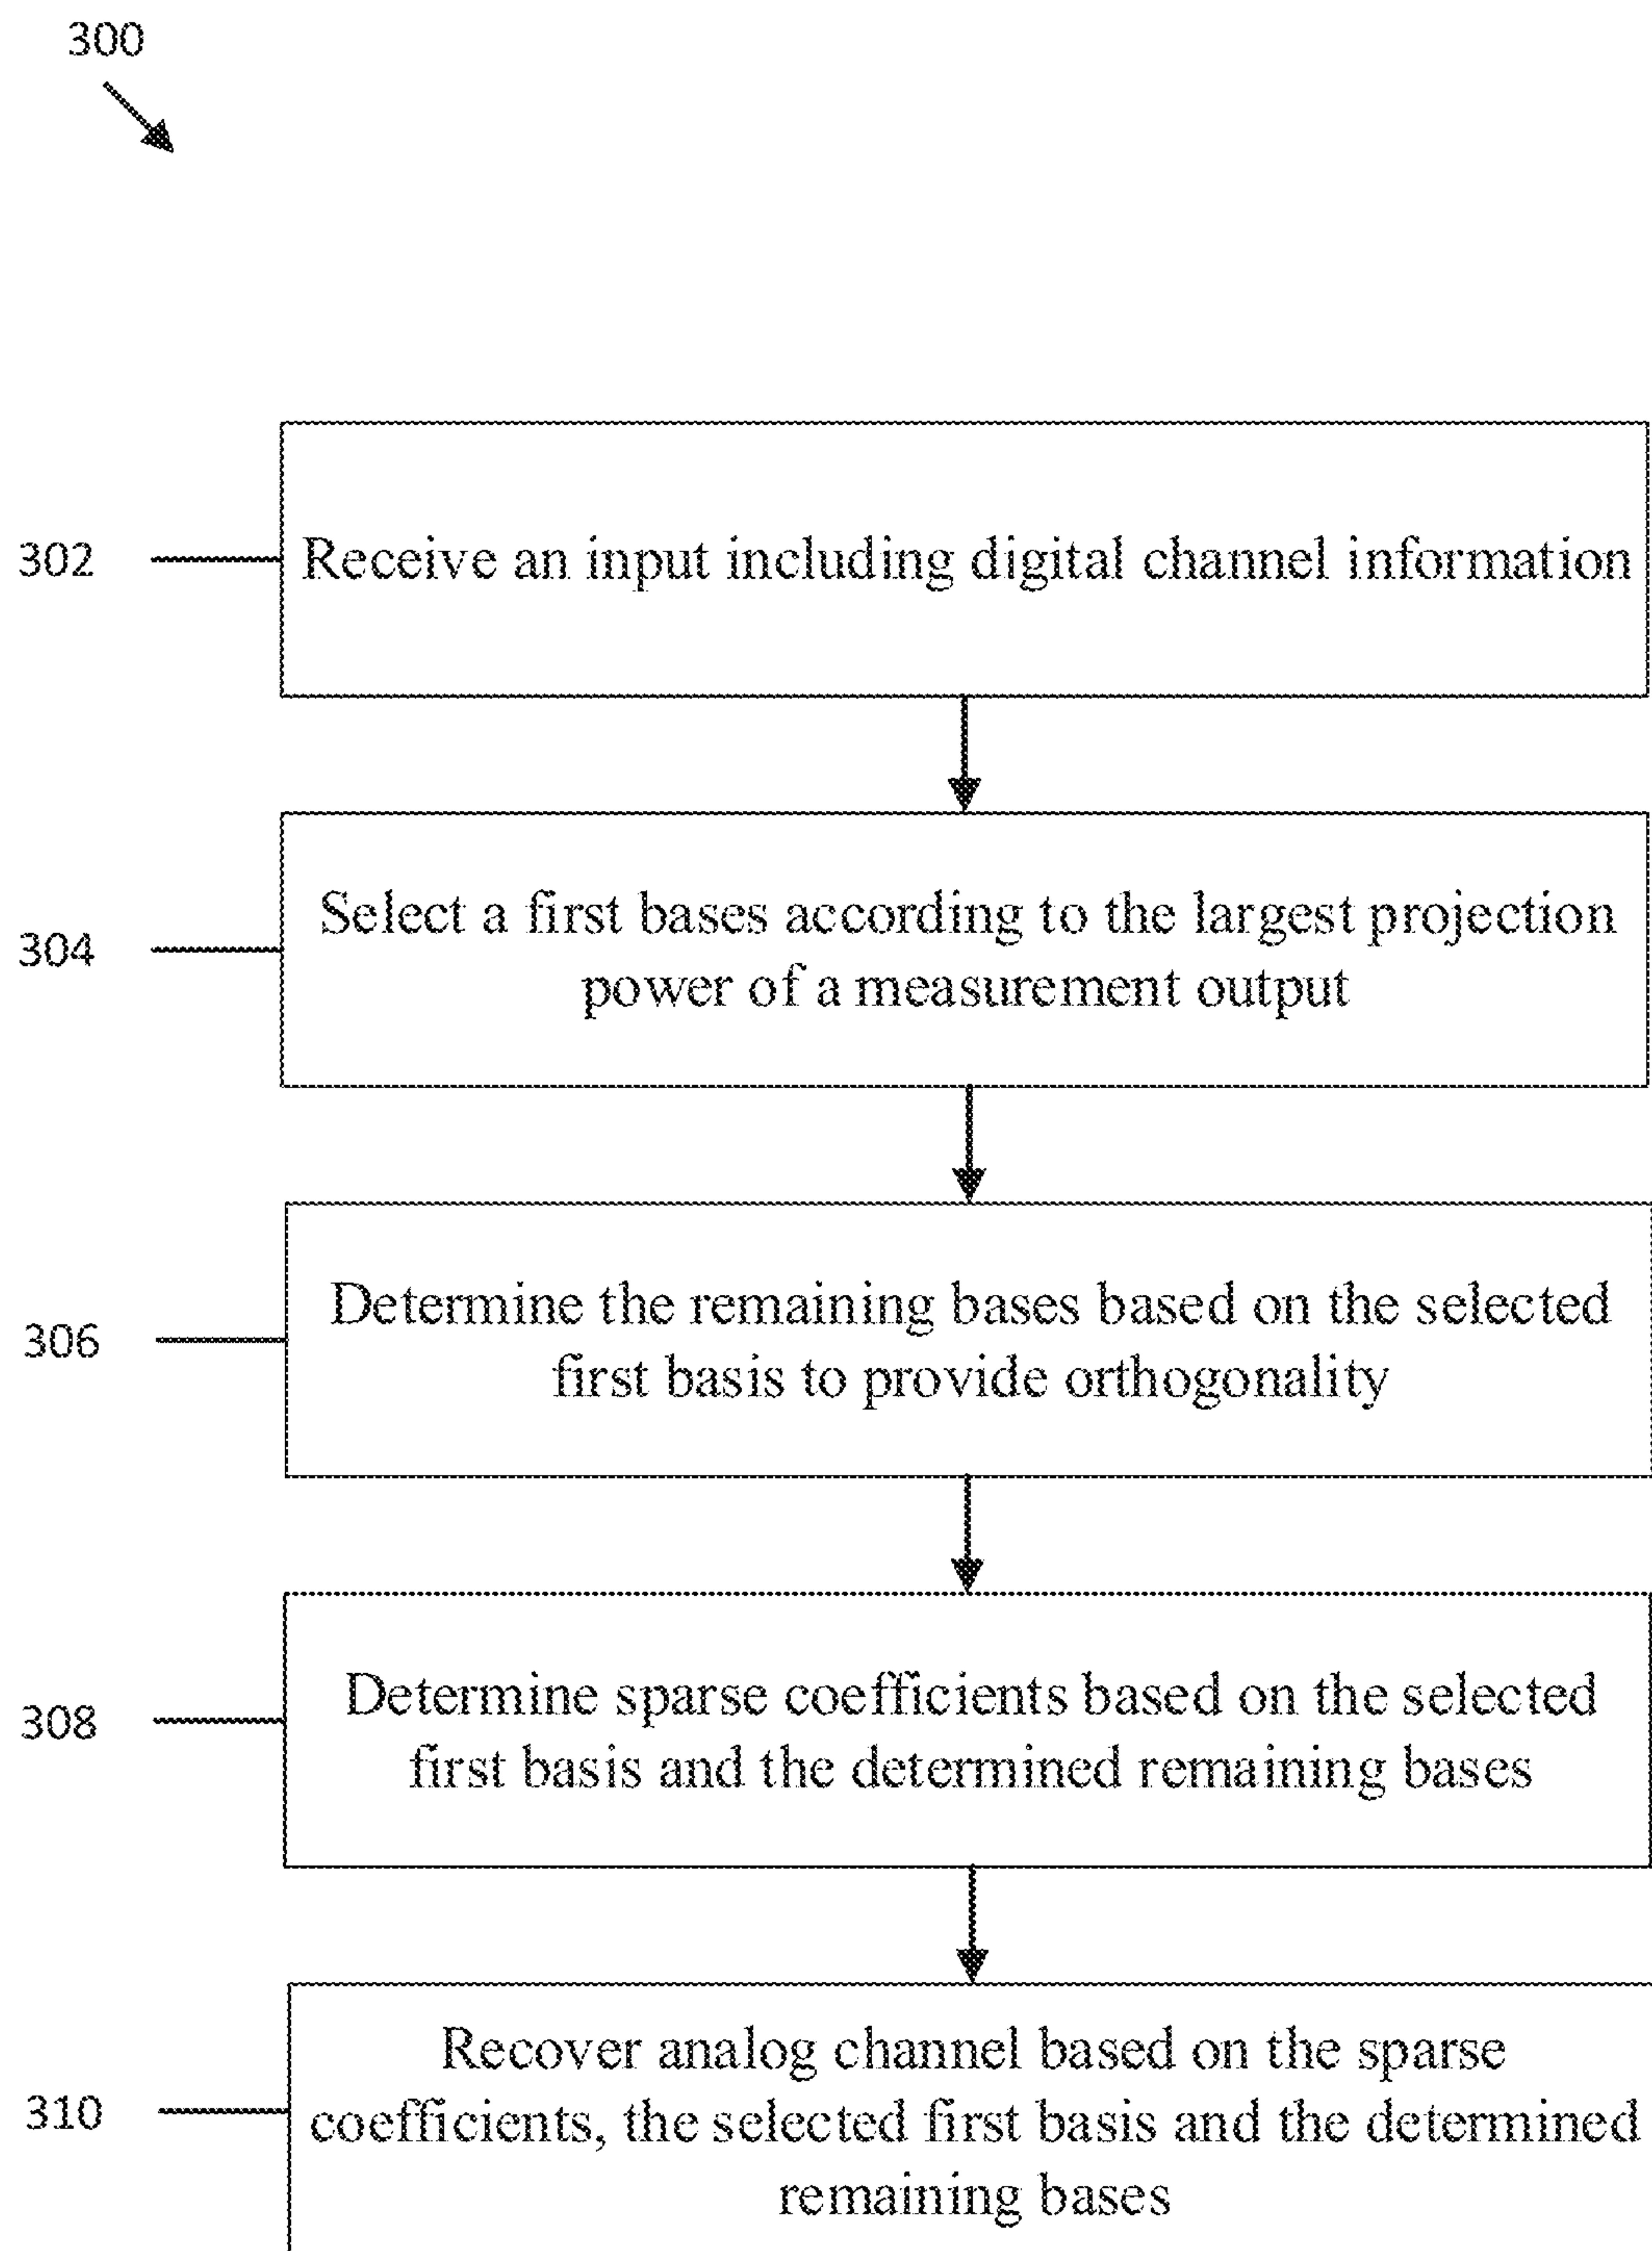 300
302
Receive an input including digital channel information
304
Select a first bases according to the largest projection
power of a measurement output
306
Determine the remaining bases based on the selected
first basis to provide orthogonality
308
Determine sparse coefficients based on the selected
first basis and the determined remaining bases
310
Recover analog channel based on the sparse
coefficients, the selected first basis and the determined
remaining bases